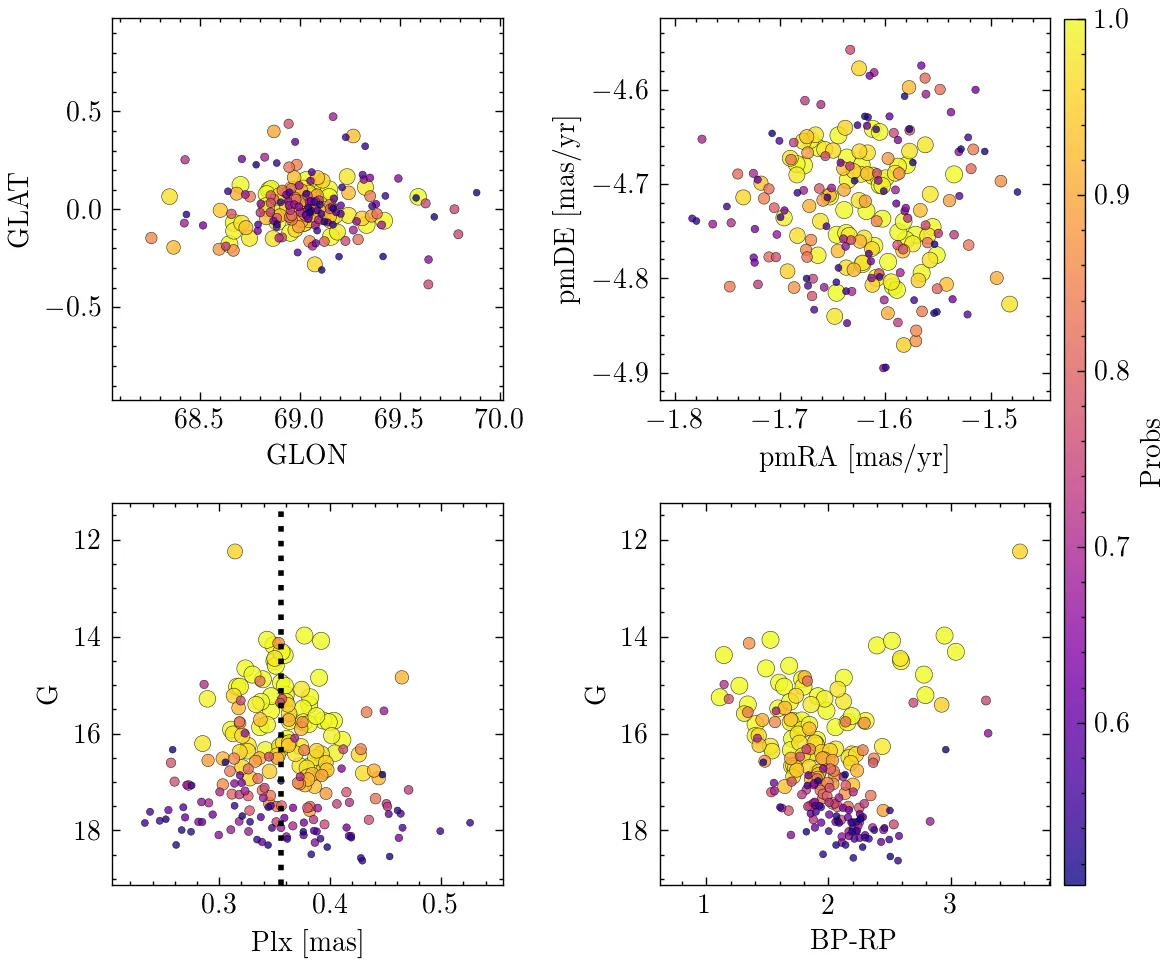 GLAT
0.5
0.0
−0.5
68.5 69.0 69.5 70.0
GLON
pmDE [mas/yr]
−4.6
−4.7
−4.8
−4.9
−1.8 −1.7 −1.6 −1.5
pmRA [mas/yr]
1.0
0.9
0.8
0.7
0.6
Probs
G
12
14
16
18
0.3 0.4 0.5
Plx [mas]
G
12
14
16
18
1 2 3
BP-RP